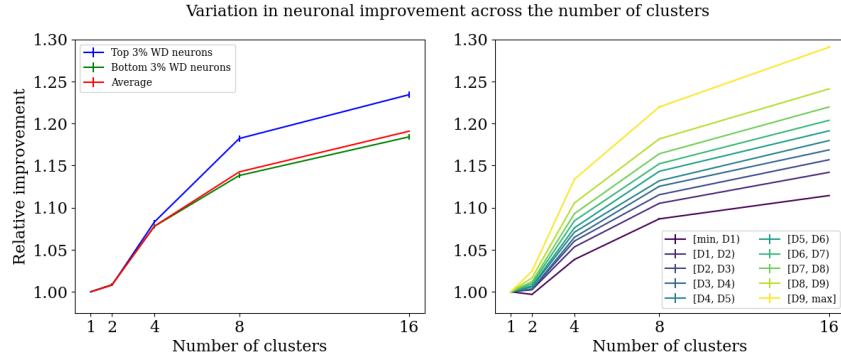 Variation in neuronal improvement across the number of clusters
Relative improvement
1.30
1.25
1.20
1.15
1.10
1.05
1.00
Top 3% WD neurons
Bottom 3% WD neurons
Average
1 2 4 8 16
Number of clusters
1.30
1.25
1.20
1.15
1.10
1.05
1.00
[min, D1)
[D1, D2)
[D2, D3)
[D3, D4)
[D4, D5)
[D5, D6)
[D6, D7)
[D7, D8)
[D8, D9)
[D9, max]
1 2 4 8 16
Number of clusters